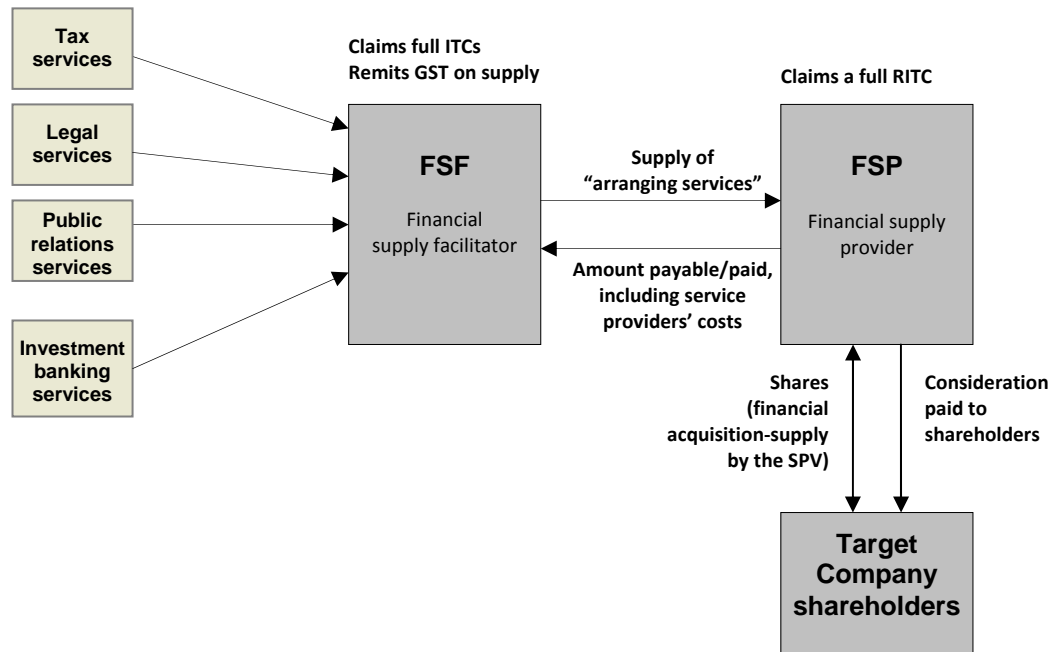 Tax
services
Legal
services
Public
relations
services
Investment
banking
services
Claims full ITCs
Remits GST on supply
FSF
Financial
supply facilitator
Supply of
“arranging services”
Amount payable/paid,
including service
providers’ costs
Claims a full RITC
FSP
Financial supply
provider
Shares
(financial
acquisition-supply
by the SPV)
Consideration
paid to
shareholders
Target
Company
shareholders